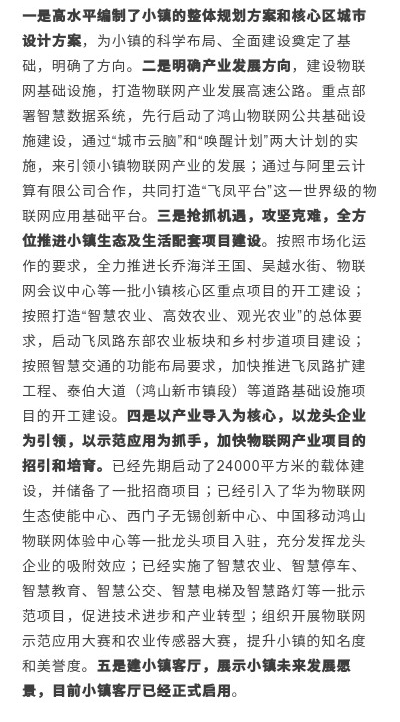 一是高水平编制了小镇的整体规划方案和核心区城市
设计方案，为小镇的科学布局、全面建设奠定了基
础，明确了方向。二是明确产业发展方向，建设物联
网基础设施，打造物联网产业发展高速公路。重点部
署智慧数据系统，先行启动了鸿山物联网公共基础设
施建设，通过“城市云脑”和“唤醒计划”两大计划的实
施，来引领小镇物联网产业的发展；通过与阿里云计
算有限公司合作，共同打造“飞凤平台”这一世界级的物
联网应用基础平台。三是抢抓机遇，攻坚克难，全方
位推进小镇生态及生活配套项目建设。按照市场化运
作的要求，全力推进长乔海洋王国、吴越水街、物联
网会议中心等一批小镇核心区重点项目的开工建设；
按照打造“智慧农业、高效农业、观光农业”的总体要
求，启动飞凤路东部农业板块和乡村步道项目建设；
按照智慧交通的功能布局要求，加快推进飞凤路扩建
工程、泰伯大道（鸿山新市镇段）等道路基础设施项
目的开工建设。四是以产业导入为核心，以龙头企业
为引领，以示范应用为抓手，加快物联网产业项目的
招引和培育。已经先期启动了24000平方米的载体建
设，并储备了一批招商项目；已经引入了华为物联网
生态使能中心、西门子无锡创新中心、中国移动鸿山
物联网体验中心等一批龙头项目入驻，充分发挥龙头
企业的吸附效应；已经实施了智慧农业、智慧停车、
智慧教育、智慧公交、智慧电梯及智慧路灯等一批示
范项目，促进技术进步和产业转型；组织开展物联网
示范应用大赛和农业传感器大赛，提升小镇的知名度
和美誉度。五是建小镇客厅，展示小镇未来发展愿
景，目前小镇客厅已经正式启用。